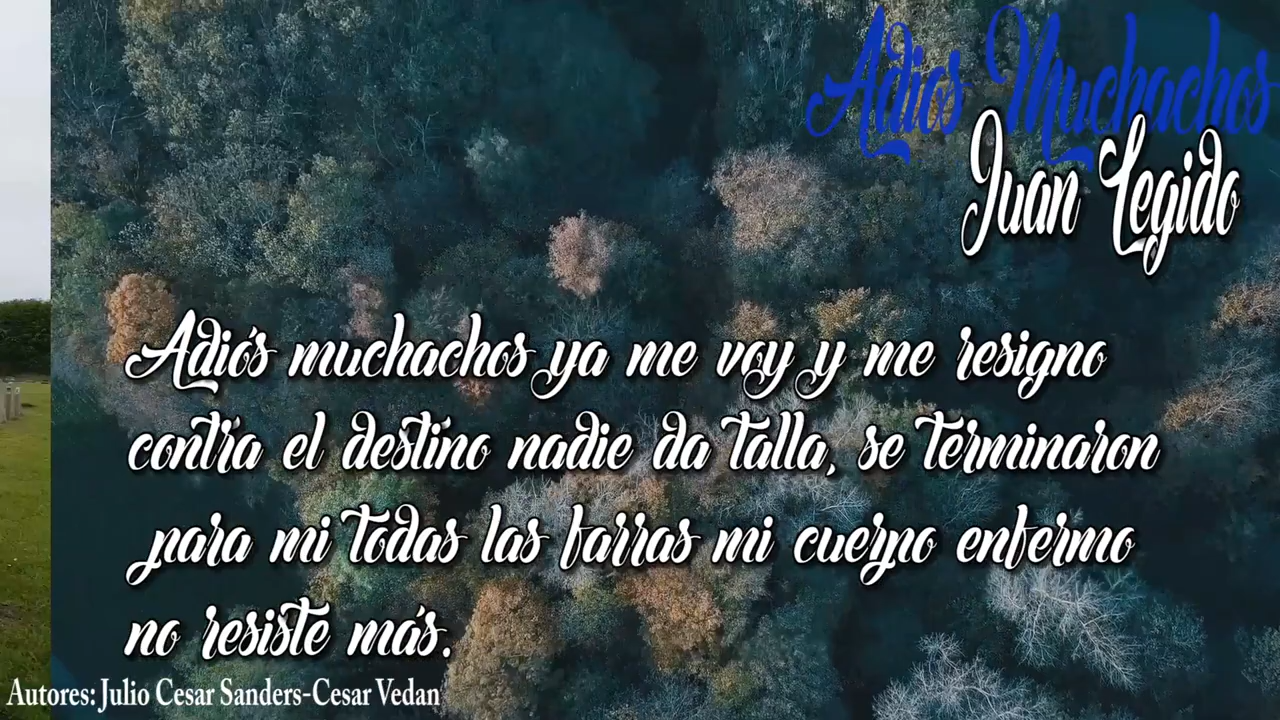 Adios Muchachos
Juan Legido
Adiós muchachos ya me voy y me resigno
contra el destino nadie da talla, se terminaron
para mi todas las farras mi cuerpo enfermo
no resiste más.
Autores: Julio Cesar Sanders-Cesar Vedan